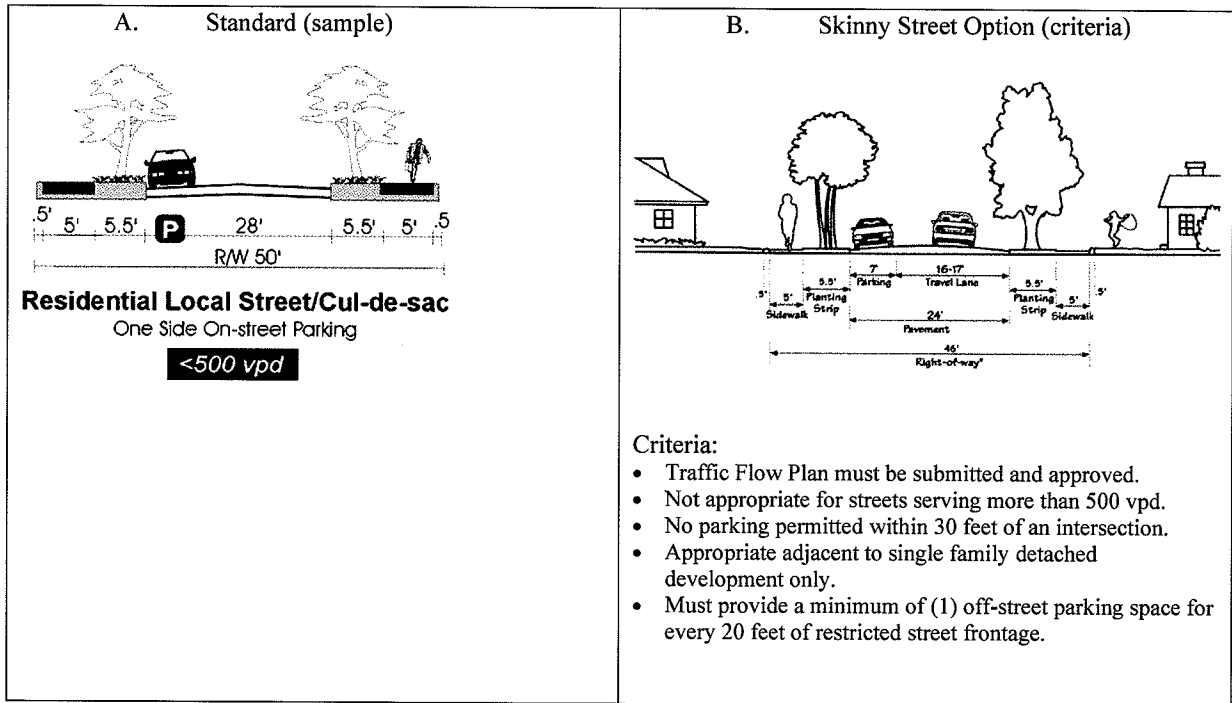 A. Standard (sample)
.5' 5' 5.5' P 28' 5.5' 5' .5
R/W 50'
Residential Local Street/Cul-de-sac
One Side On-street Parking
<500 vpd
B. Skinny Street Option (criteria)
.5' 5' 5.5' 7' 16-17' 5.5' 5' .5'
Sidewalk Planting Strip Parking Travel Lane Planting Strip Sidewalk
24'
Pavement
46'
Right-of-way*
Criteria:
• Traffic Flow Plan must be submitted and approved.
• Not appropriate for streets serving more than 500 vpd.
• No parking permitted within 30 feet of an intersection.
• Appropriate adjacent to single family detached
development only.
• Must provide a minimum of (1) off-street parking space for
every 20 feet of restricted street frontage.